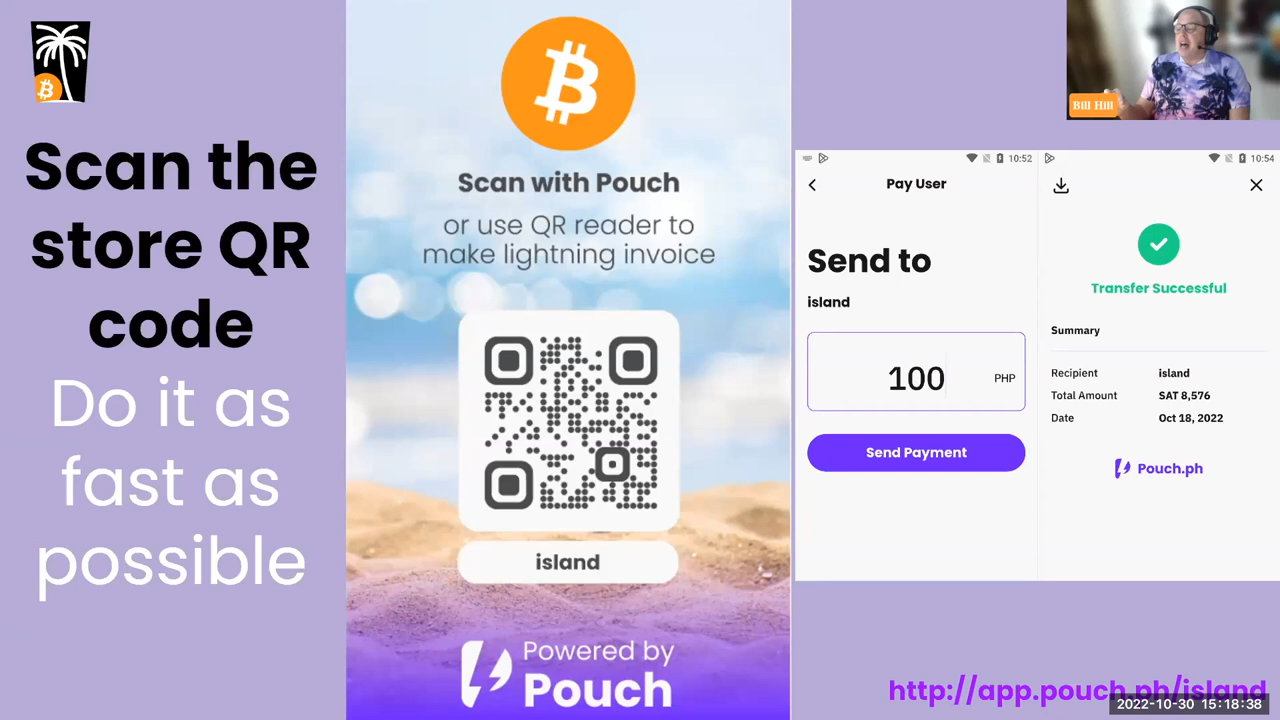 Scan the
store QR
code
Do it as
fast as
possible
Scan with Pouch
or use QR reader to
make lightning invoice
island
Powered by
Pouch
Bill Hill
10:52
Pay User
Send to
island
100 PHP
Send Payment
10:54
Transfer Successful
Summary
Recipient island
Total Amount SAT 8,576
Date Oct 18, 2022
Pouch.ph
http://app.pouch.ph/island
2022-10-30 15:18:38